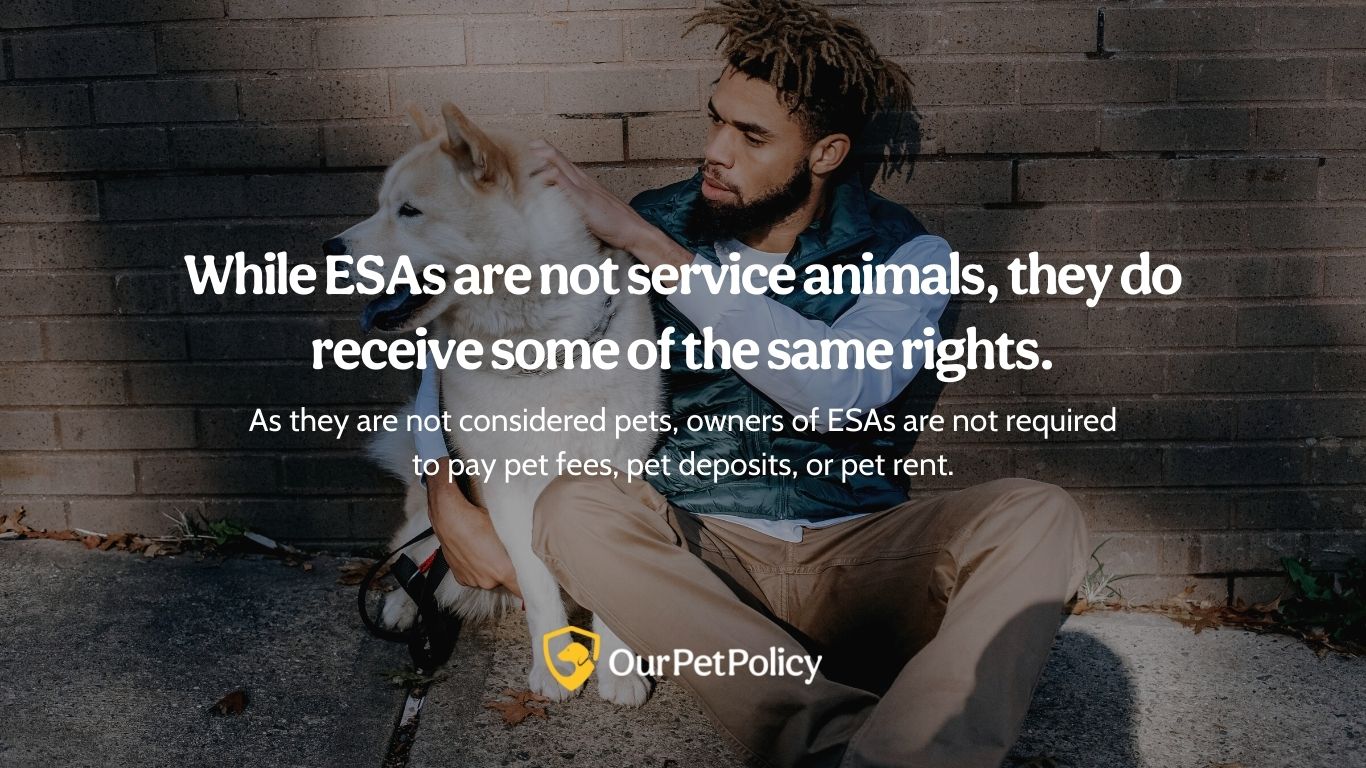 While ESAs are not service animals, they do
receive some of the same rights.
As they are not considered pets, owners of ESAs are not required
to pay pet fees, pet deposits, or pet rent.
OurPetPolicy